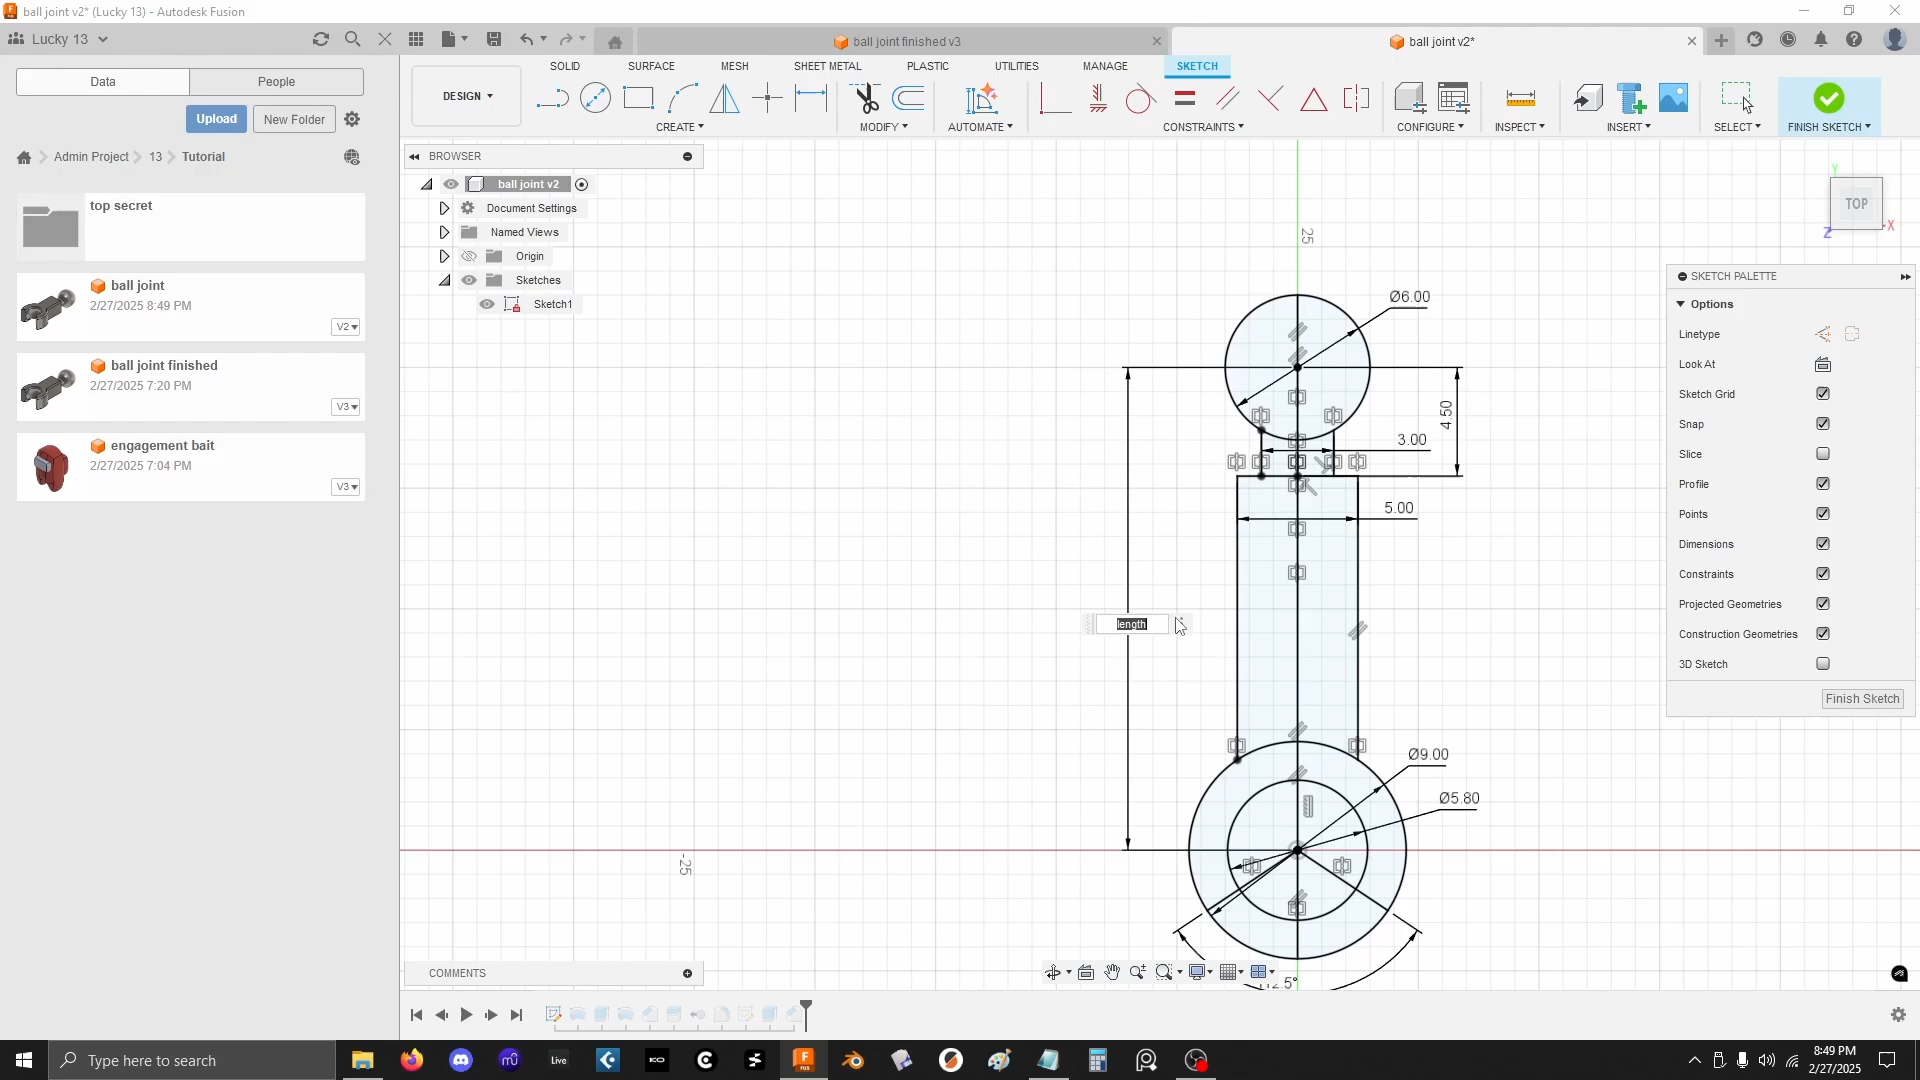 ball joint v2* (Lucky 13) - Autodesk Fusion
Lucky 13
ball joint finished v3
ball joint v2*
Data
People
Upload
New Folder
Admin Project
13
Tutorial
top secret
ball joint
2/27/2025 8:49 PM
V2
ball joint finished
2/27/2025 7:20 PM
V3
engagement bait
2/27/2025 7:04 PM
V3
SOLID
SURFACE
MESH
SHEET METAL
PLASTIC
UTILITIES
MANAGE
SKETCH
DESIGN
CREATE
MODIFY
AUTOMATE
CONSTRAINTS
CONFIGURE
INSPECT
INSERT
SELECT
FINISH SKETCH
BROWSER
ball joint v2
Document Settings
Named Views
Origin
Sketches
Sketch1
TOP
Y
X
Z
25
Ø6.00
4.50
3.00
5.00
length
Ø9.00
Ø5.80
-25
SKETCH PALETTE
Options
Linetype
Look At
Sketch Grid
Snap
Slice
Profile
Points
Dimensions
Constraints
Projected Geometries
Construction Geometries
3D Sketch
Finish Sketch
COMMENTS
Type here to search
Live
8:49 PM
2/27/2025